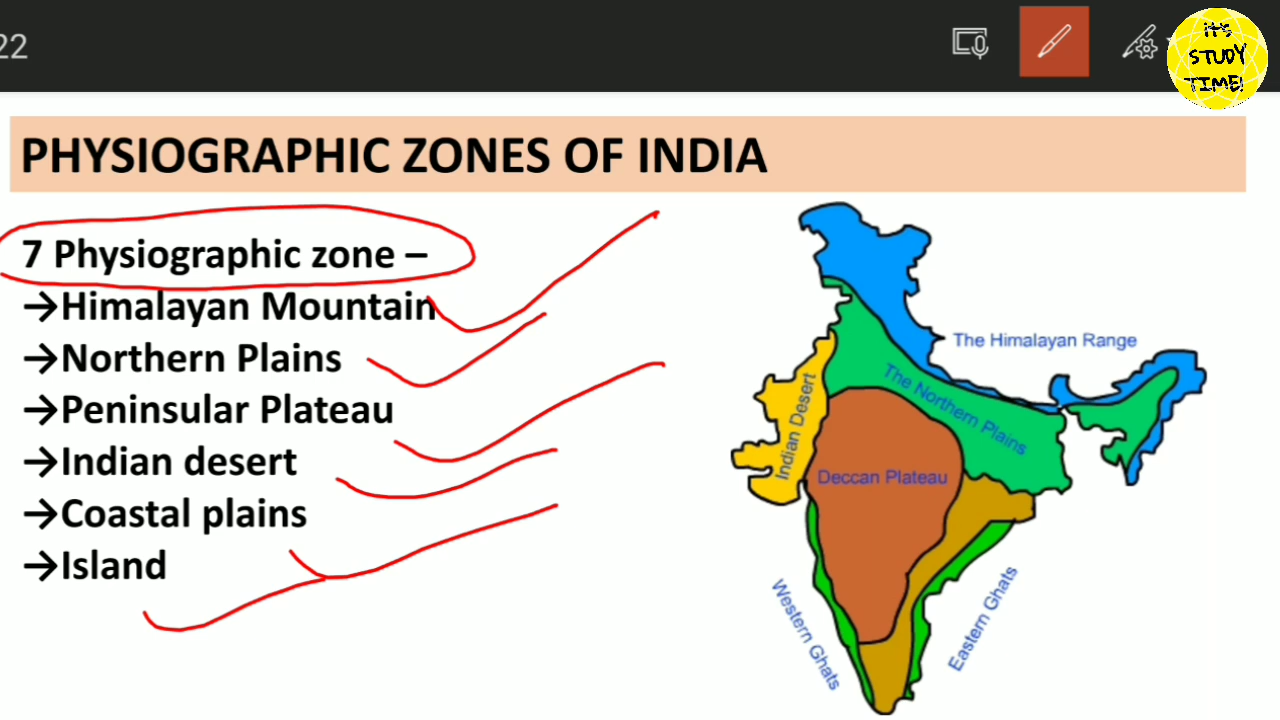 22
IT'S
STUDY
TIME!
PHYSIOGRAPHIC ZONES OF INDIA
7 Physiographic zone –
→Himalayan Mountain
→Northern Plains
→Peninsular Plateau
→Indian desert
→Coastal plains
→Island
The Himalayan Range
The Northern Plains
Indian Desert
Deccan Plateau
Western Ghats
Eastern Ghats